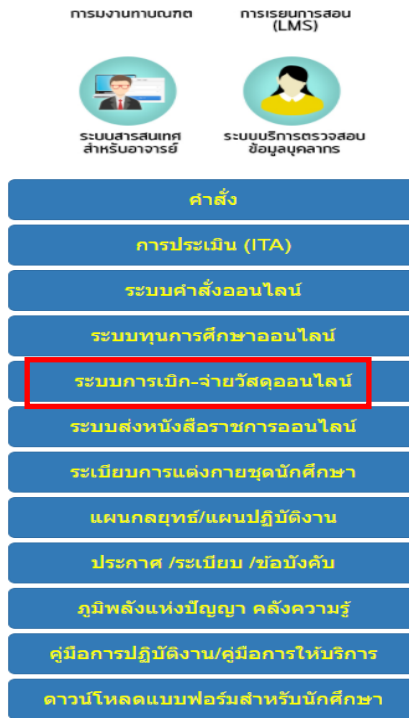 การมีงานทำบัณฑิต
การเรียนการสอน
(LMS)
ระบบสารสนเทศ
สำหรับอาจารย์
ระบบบริการตรวจสอบ
ข้อมูลบุคลากร
คำสั่ง
การประเมิน (ITA)
ระบบคำสั่งออนไลน์
ระบบทุนการศึกษาออนไลน์
ระบบการเบิก-จ่ายวัสดุออนไลน์
ระบบส่งหนังสือราชการออนไลน์
ระเบียบการแต่งกายชุดนักศึกษา
แผนกลยุทธ์/แผนปฏิบัติงาน
ประกาศ /ระเบียบ /ข้อบังคับ
ภูมิพลังแห่งปัญญา คลังความรู้
คู่มือการปฏิบัติงาน/คู่มือการให้บริการ
ดาวน์โหลดแบบฟอร์มสำหรับนักศึกษา